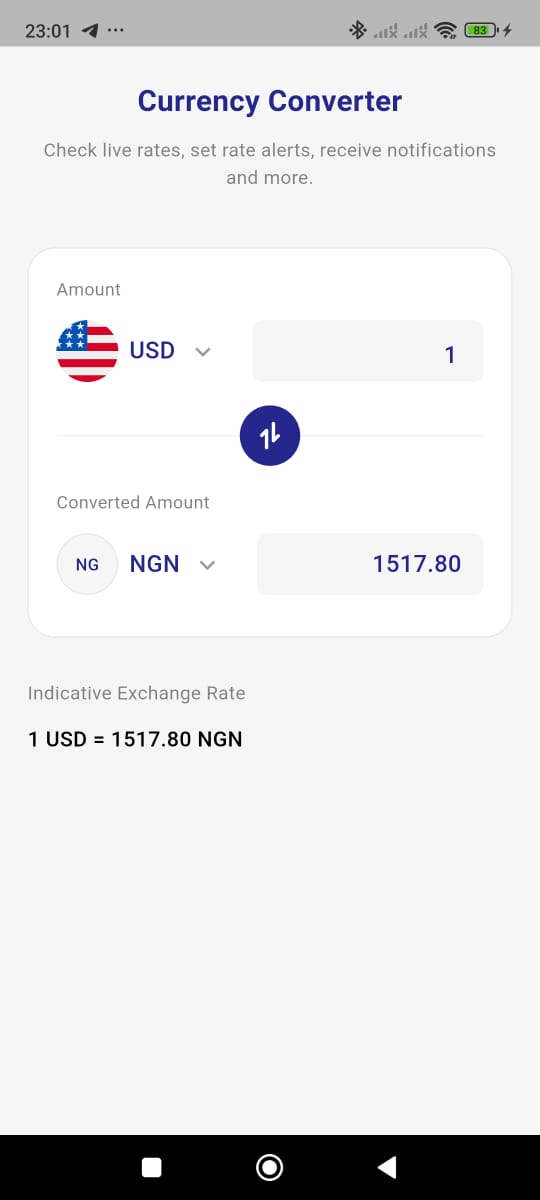 23:01
83
Currency Converter
Check live rates, set rate alerts, receive notifications
and more.
Amount
USD
1
Converted Amount
NG
NGN
1517.80
Indicative Exchange Rate
1 USD = 1517.80 NGN